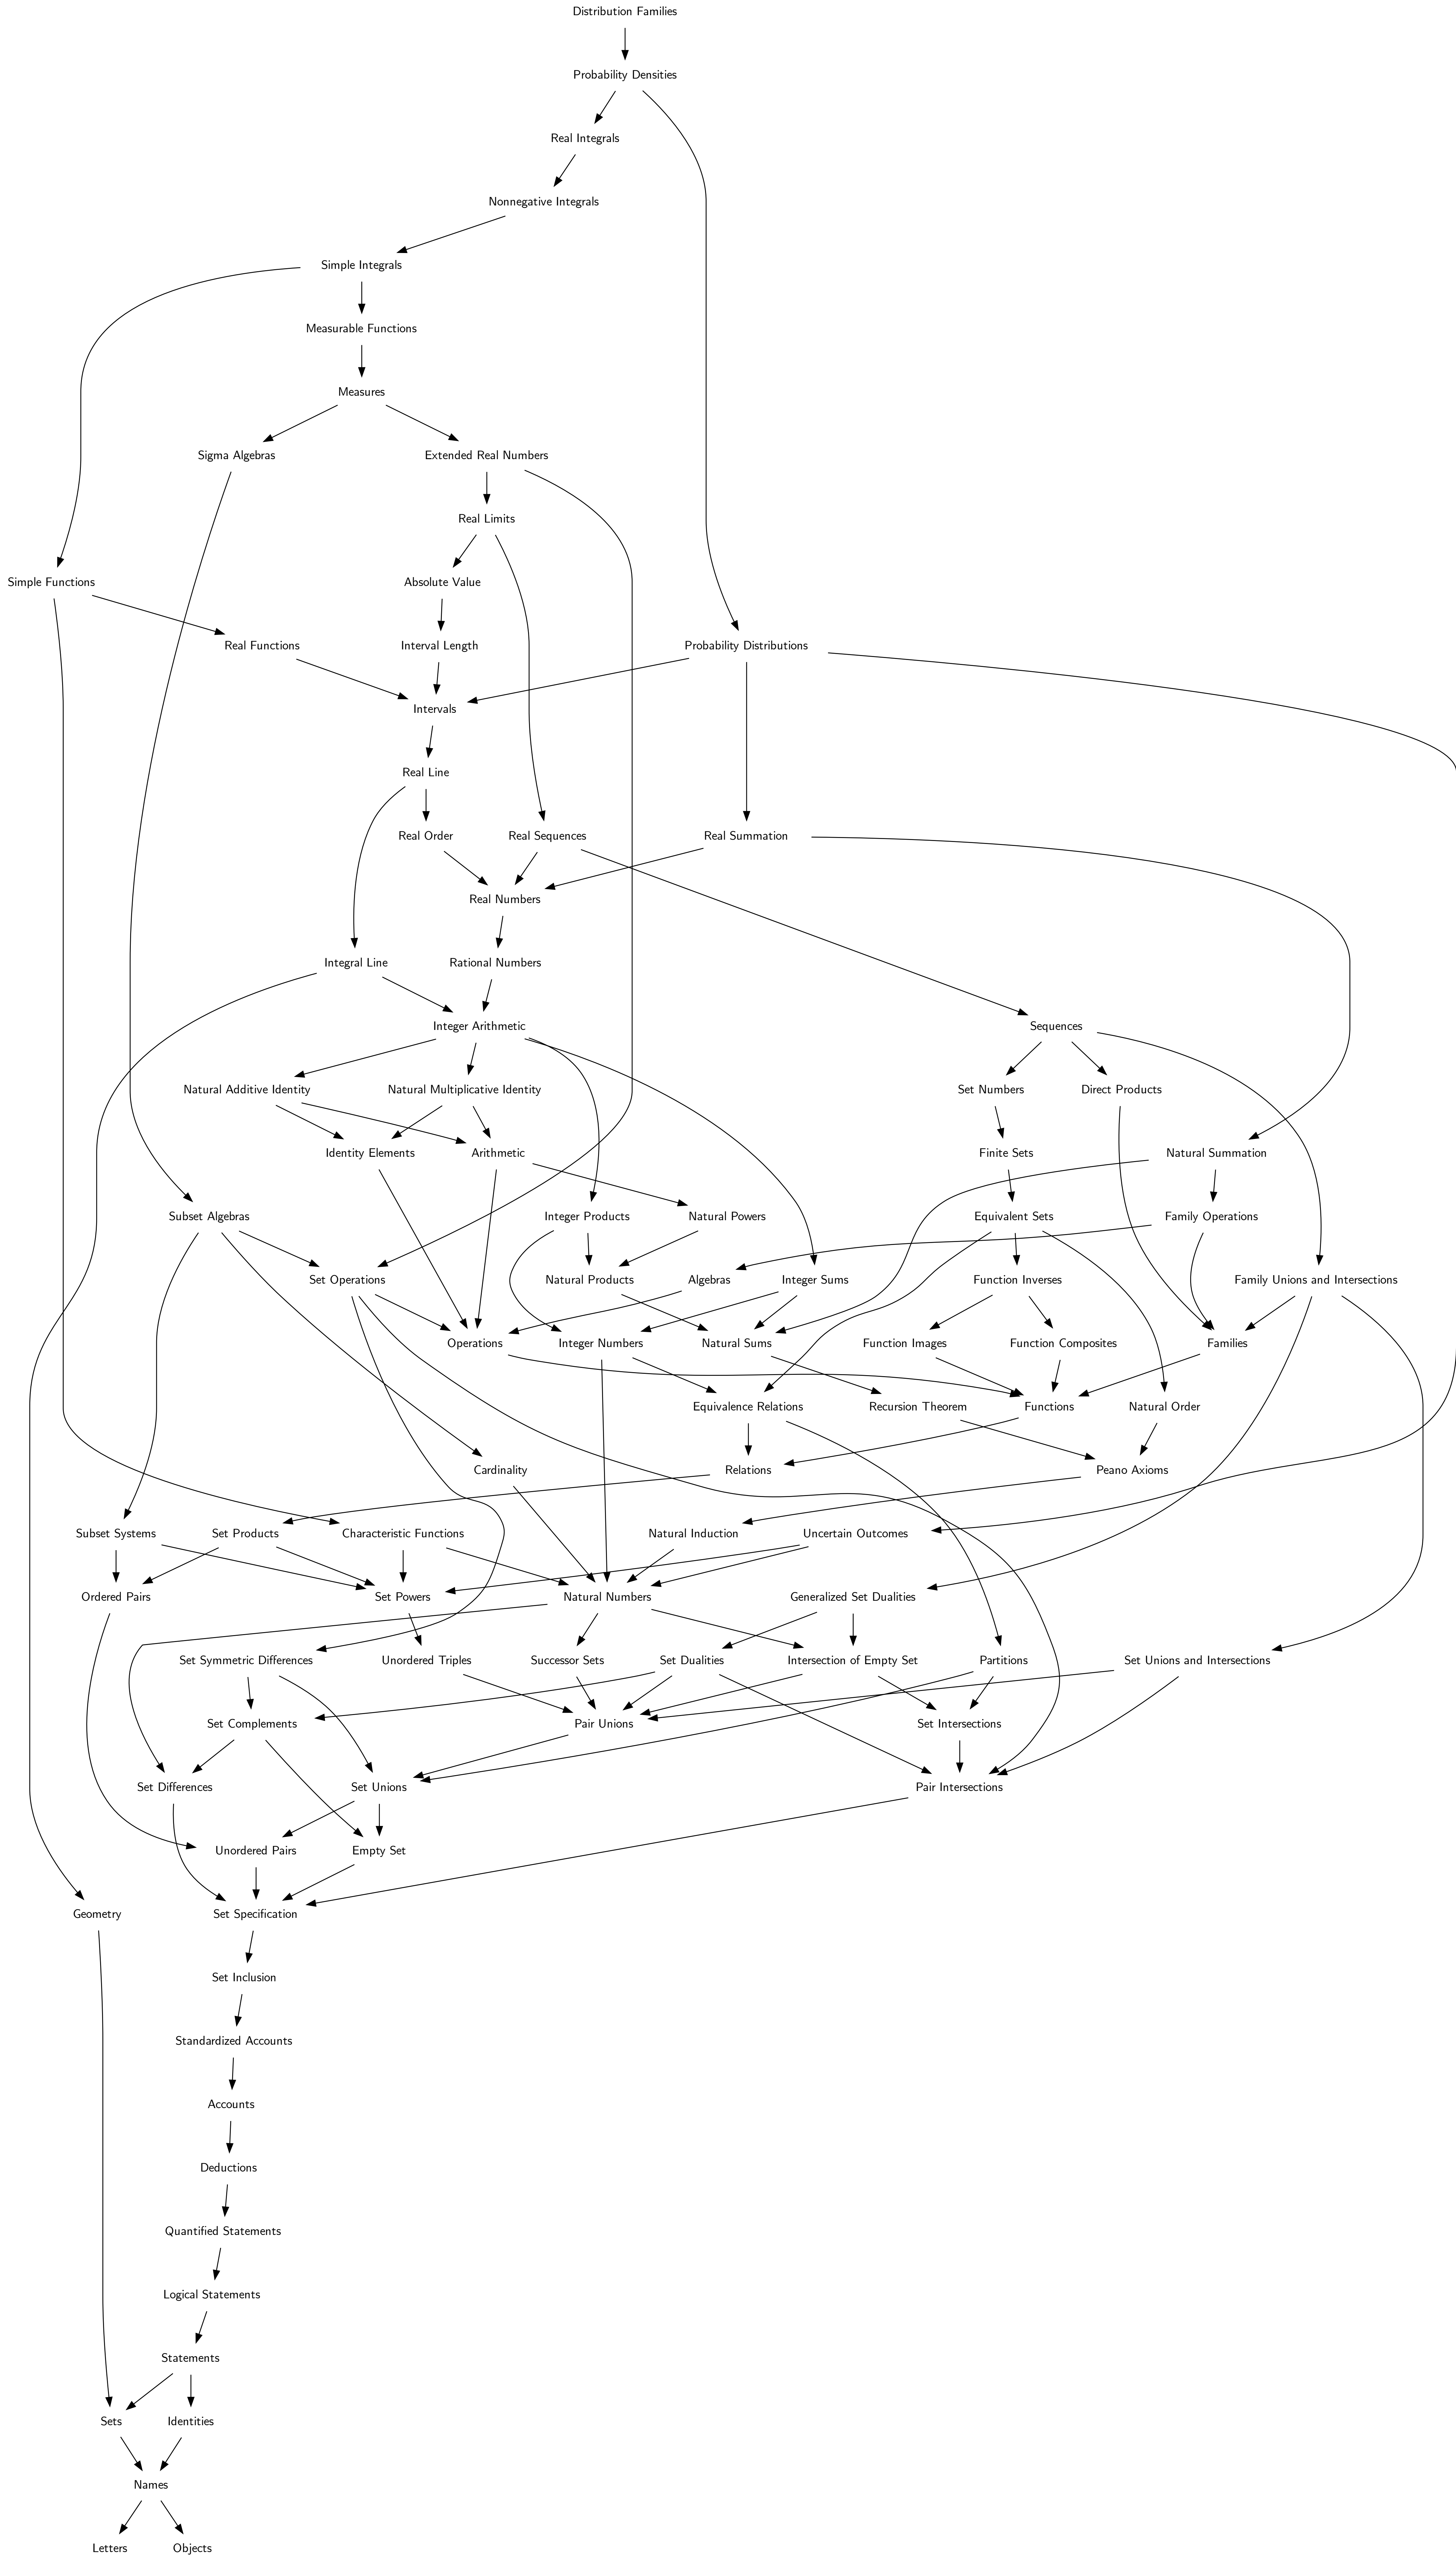 Distribution Families
Probability Densities
Real Integrals
Nonnegative Integrals
Simple Integrals
Measurable Functions
Measures
Sigma Algebras
Extended Real Numbers
Real Limits
Simple Functions
Absolute Value
Real Functions
Interval Length
Probability Distributions
Intervals
Real Line
Real Order
Real Sequences
Real Summation
Real Numbers
Integral Line
Rational Numbers
Integer Arithmetic
Sequences
Natural Additive Identity
Natural Multiplicative Identity
Set Numbers
Direct Products
Identity Elements
Arithmetic
Finite Sets
Natural Summation
Subset Algebras
Integer Products
Natural Powers
Equivalent Sets
Family Operations
Set Operations
Natural Products
Algebras
Integer Sums
Function Inverses
Family Unions and Intersections
Operations
Integer Numbers
Natural Sums
Function Images
Function Composites
Families
Equivalence Relations
Recursion Theorem
Functions
Natural Order
Cardinality
Relations
Peano Axioms
Subset Systems
Set Products
Characteristic Functions
Natural Induction
Uncertain Outcomes
Ordered Pairs
Set Powers
Natural Numbers
Generalized Set Dualities
Set Symmetric Differences
Unordered Triples
Successor Sets
Set Dualities
Intersection of Empty Set
Partitions
Set Unions and Intersections
Set Complements
Pair Unions
Set Intersections
Set Differences
Set Unions
Pair Intersections
Unordered Pairs
Empty Set
Geometry
Set Specification
Set Inclusion
Standardized Accounts
Accounts
Deductions
Quantified Statements
Logical Statements
Statements
Sets
Identities
Names
Letters
Objects